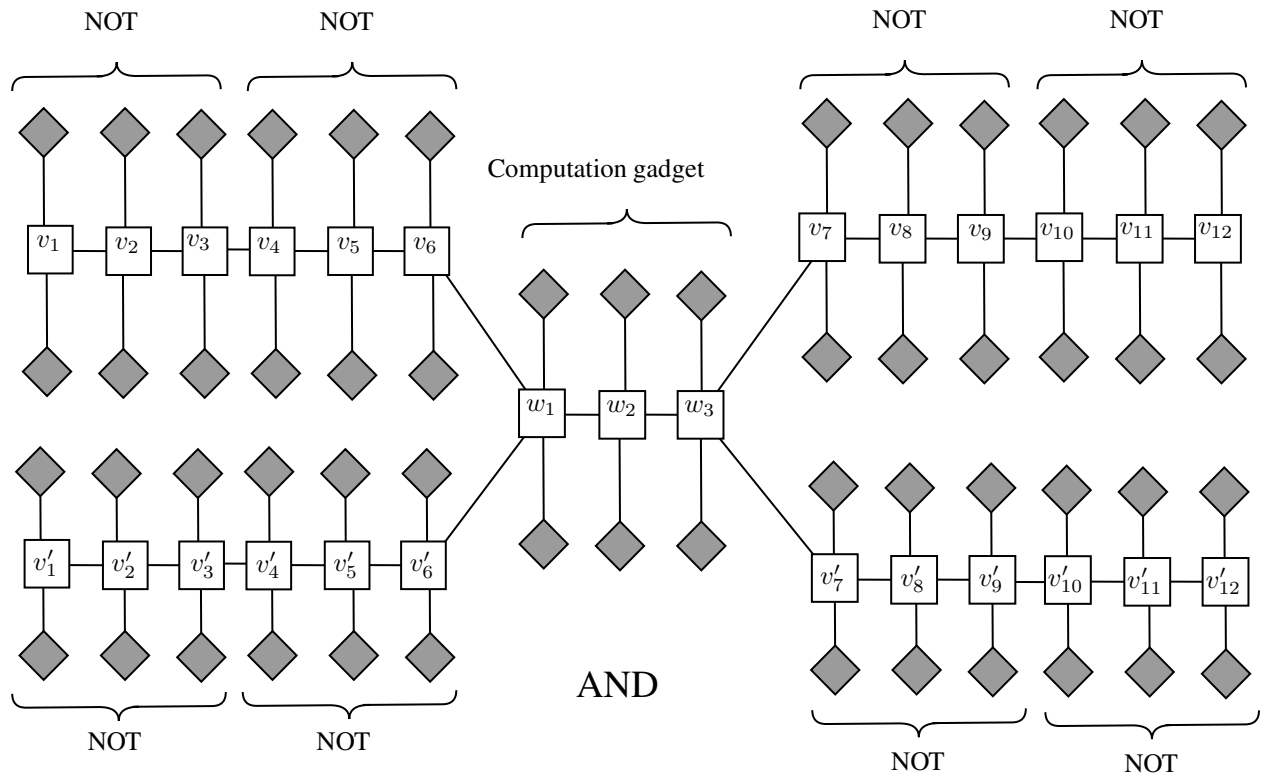 NOT NOT NOT NOT
Computation gadget
v₁ v₂ v₃ v₄ v₅ v₆
v₇ v₈ v₉ v₁₀ v₁₁ v₁₂
w₁ w₂ w₃
v′₁ v′₂ v′₃ v′₄ v′₅ v′₆
v′₇ v′₈ v′₉ v′₁₀ v′₁₁ v′₁₂
AND
NOT NOT NOT NOT